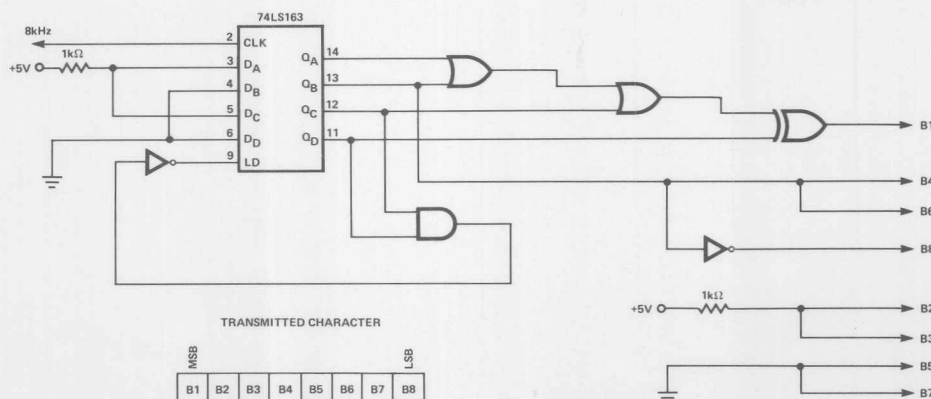 74LS163
8kHz
2 CLK
1kΩ
+5V
3 DA
4 DB
5 DC
6 DD
9 LD
QA 14
QB 13
QC 12
QD 11
B1
B4
B6
B8
+5V
1kΩ
B2
B3
B5
B7
TRANSMITTED CHARACTER
MSB
LSB
B1 B2 B3 B4 B5 B6 B7 B8